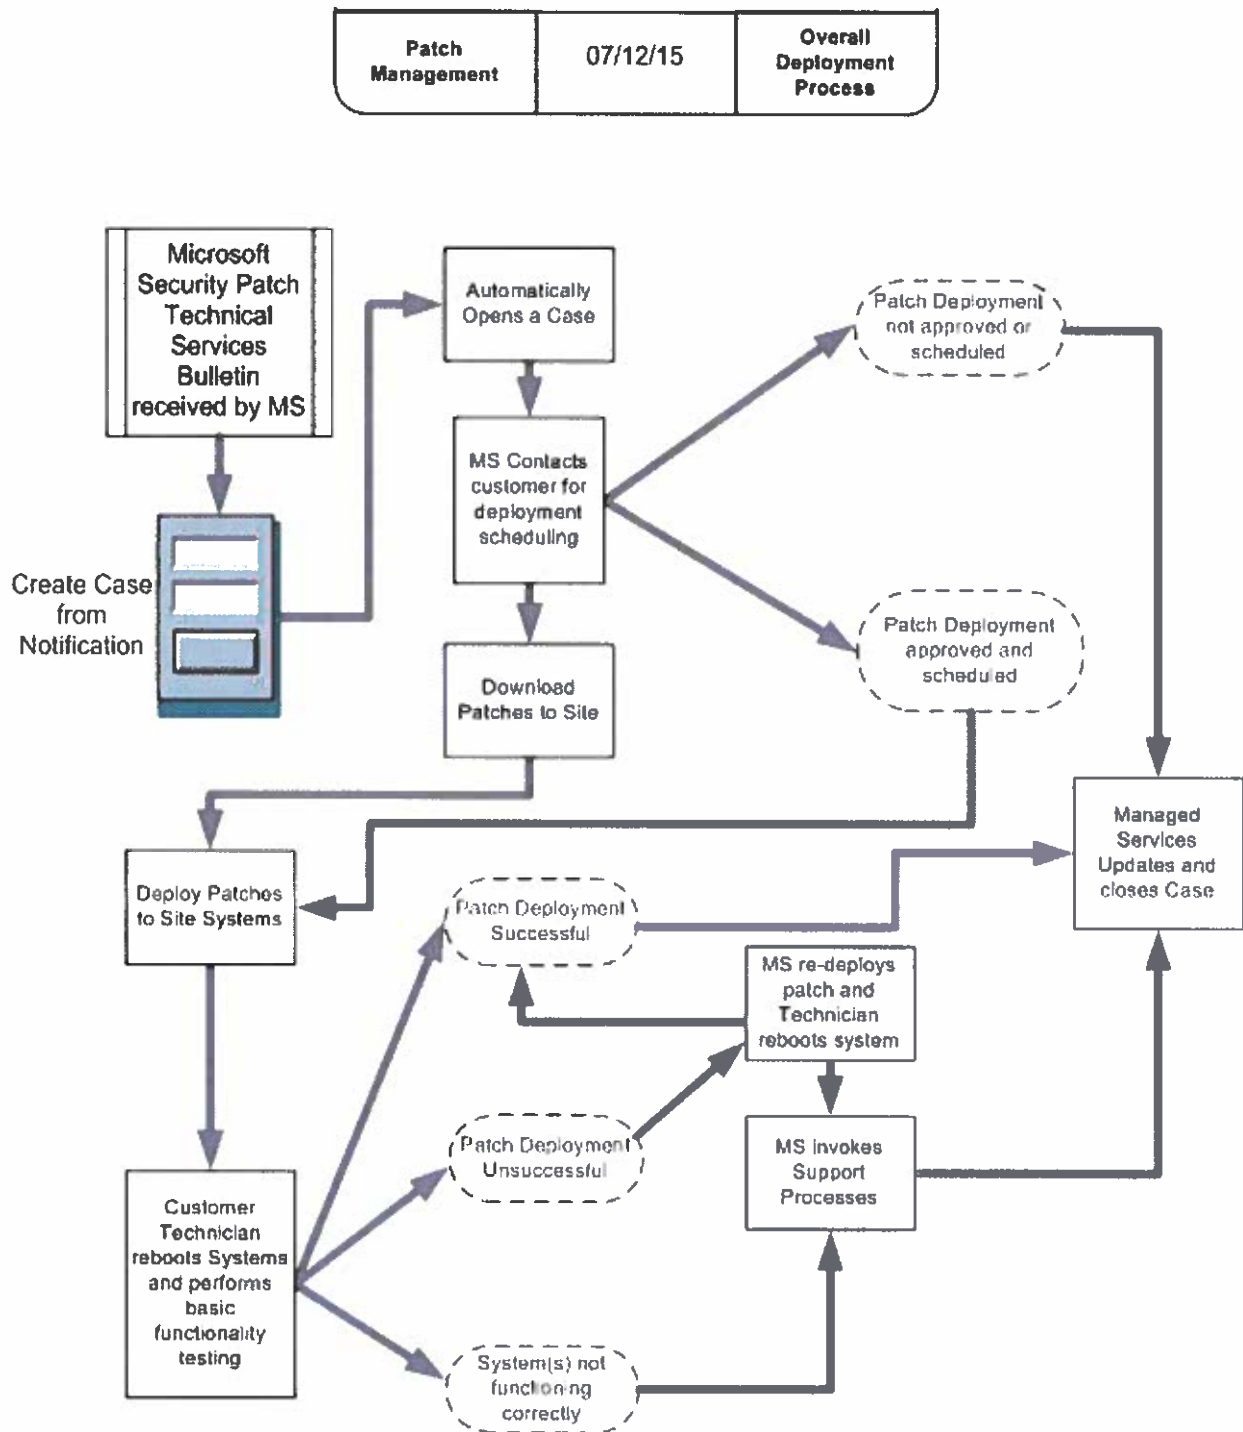 Patch
Management
07/12/15
Overall
Deployment
Process
Microsoft
Security Patch
Technical
Services
Bulletin
received by MS
Automatically
Opens a Case
Patch Deployment
not approved or
scheduled
MS Contacts
customer for
deployment
scheduling
Create Case
from
Notification
Patch Deployment
approved and
scheduled
Download
Patches to Site
Managed
Services
Updates and
closes Case
Deploy Patches
to Site Systems
Patch Deployment
Successful
MS re-deploys
patch and
Technician
reboots system
Patch Deployment
Unsuccessful
MS invokes
Support
Processes
Customer
Technician
reboots Systems
and performs
basic
functionality
testing
System(s) not
functioning
correctly